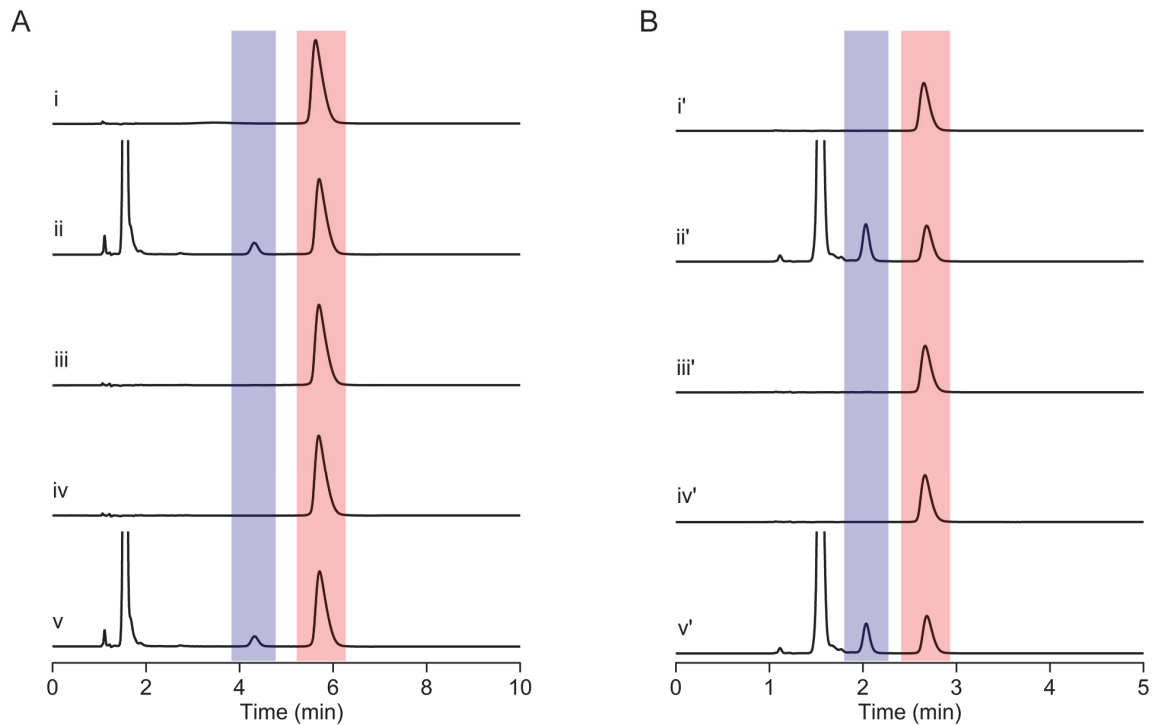 A
i
ii
iii
iv
v
0 2 4 6 8 10
Time (min)
B
i'
ii'
iii'
iv'
v'
0 1 2 3 4 5
Time (min)